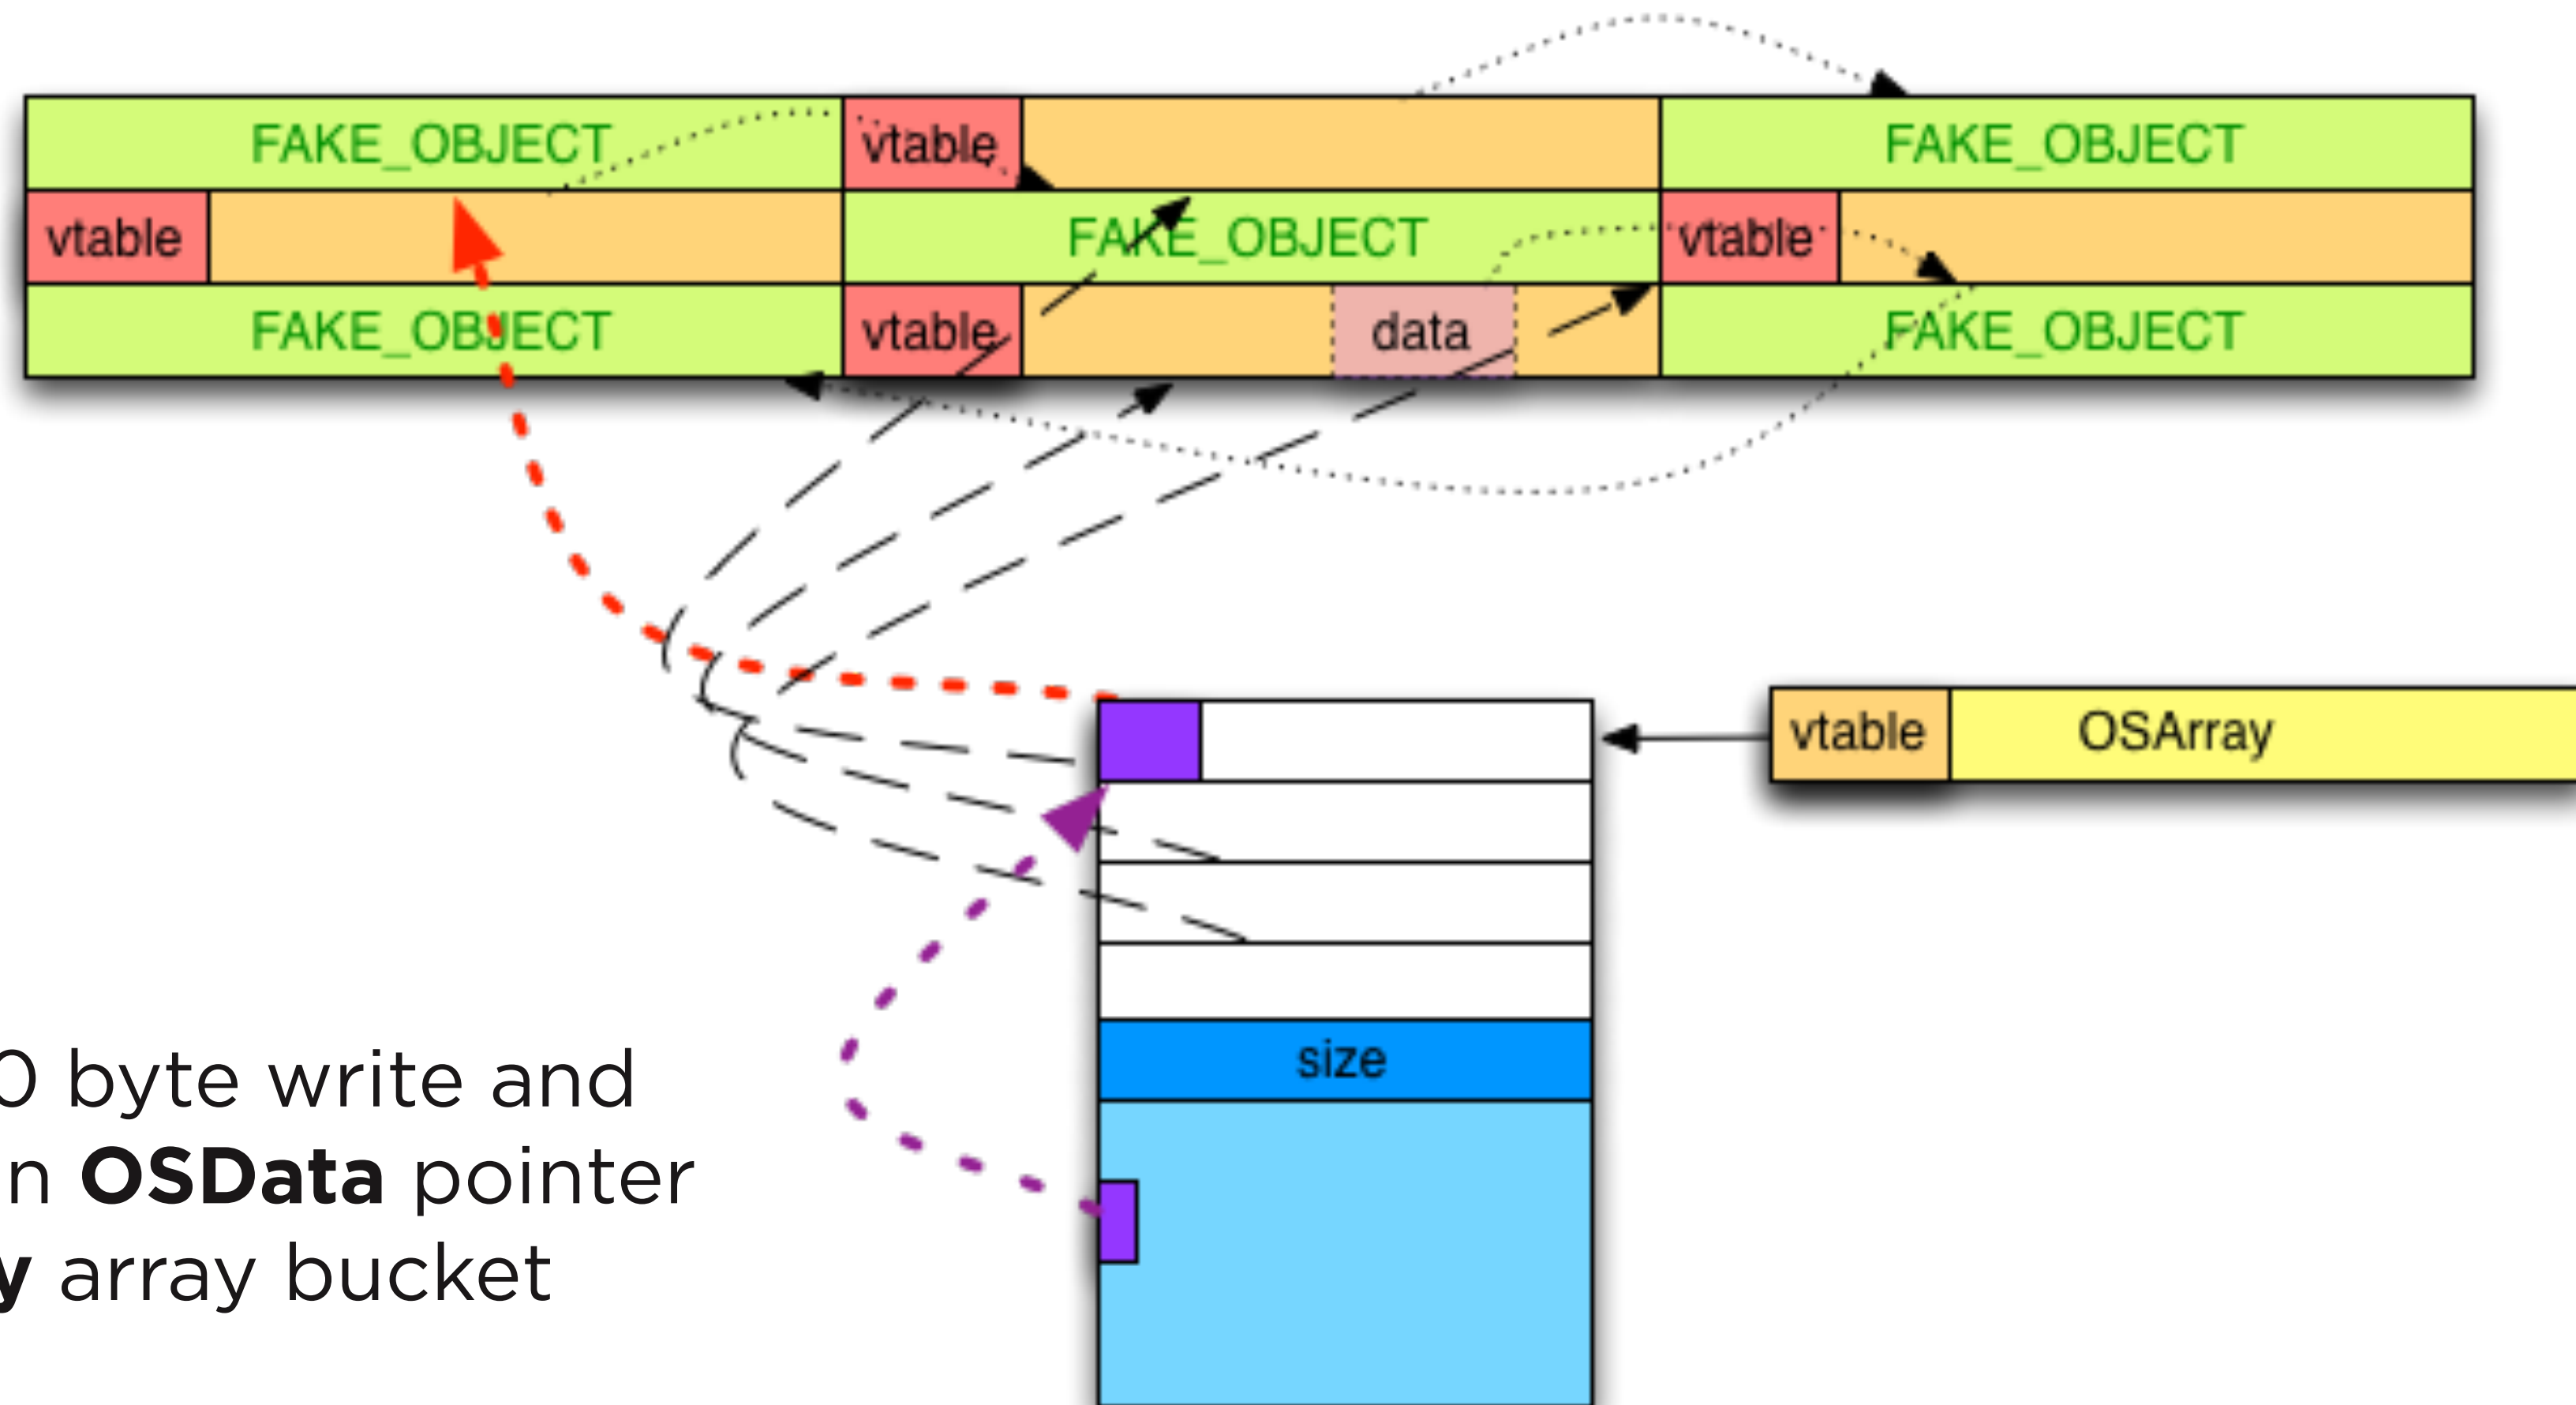 FAKE_OBJECT vtable FAKE_OBJECT
vtable FAKE_OBJECT vtable
FAKE_OBJECT vtable data FAKE_OBJECT
vtable OSArray
size
0 byte write and
n OSData pointer
y array bucket